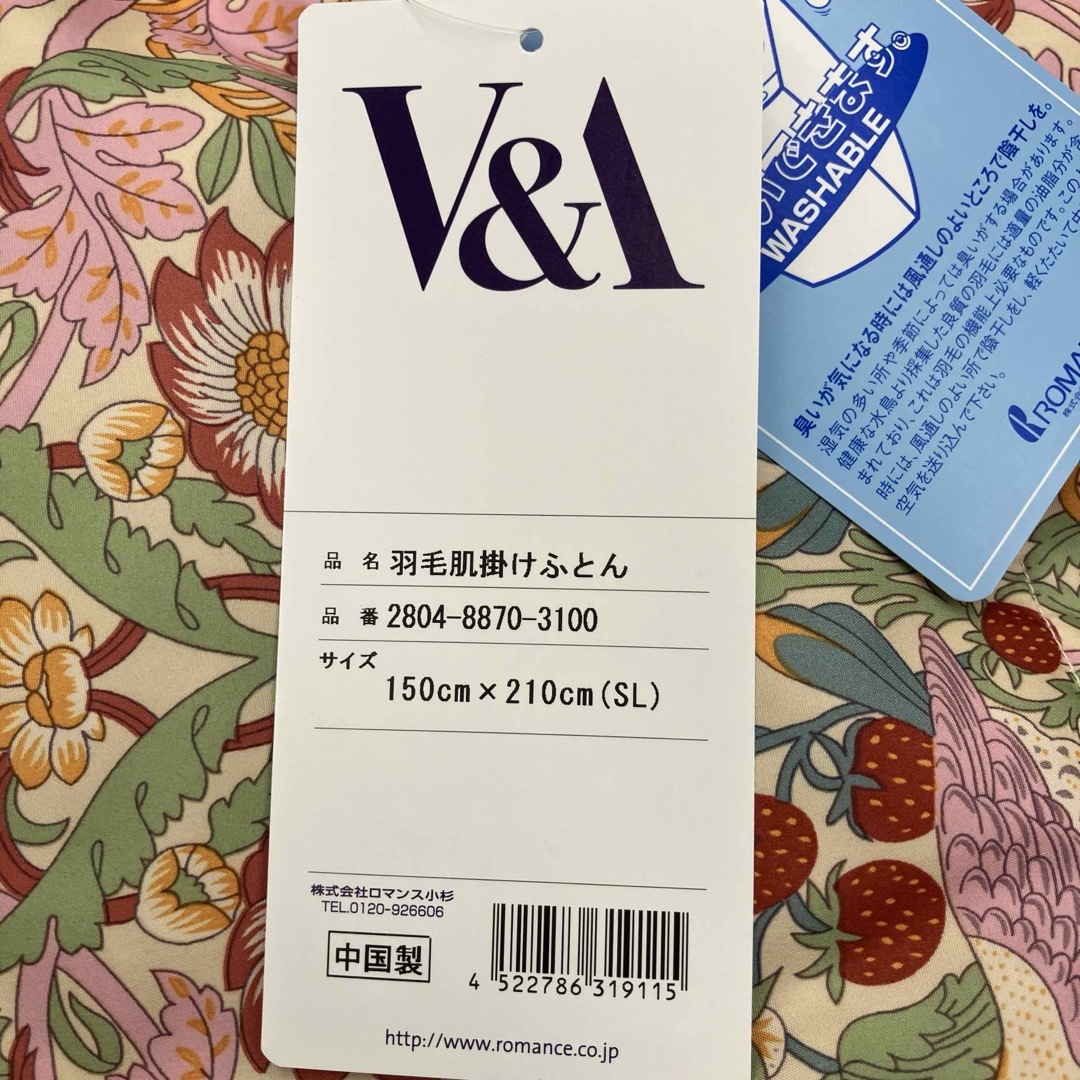 V&A
品 名 羽毛肌掛けふとん
品 番 2804-8870-3100
サイズ
150cm×210cm(SL)
株式会社ロマンス小杉
TEL.0120-926606
中国製
4 522786 319115
http://www.romance.co.jp
できます。
WASHABLE
臭いが気になる時には風通しのよいところで陰干しを。
湿気の多い所や季節によっては臭いがする場合があります。
健康な水鳥より採集した良質の羽毛には適量の油脂分が含
まれており、これは羽毛の機能上必要なものです。この
時には、風通しのよい所で陰干しをし、軽くたたいて中
空気を送り込んで下さい。
ROMA
株式会